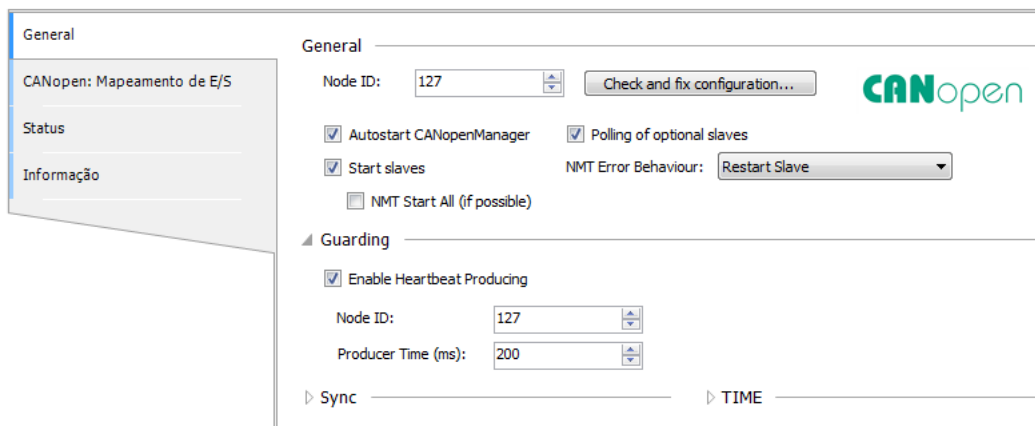 General
CANopen: Mapeamento de E/S
Status
Informação
General
Node ID: 127 Check and fix configuration... CANopen
Autostart CANopenManager Polling of optional slaves
Start slaves NMT Error Behaviour: Restart Slave
NMT Start All (if possible)
Guarding
Enable Heartbeat Producing
Node ID: 127
Producer Time (ms): 200
Sync TIME